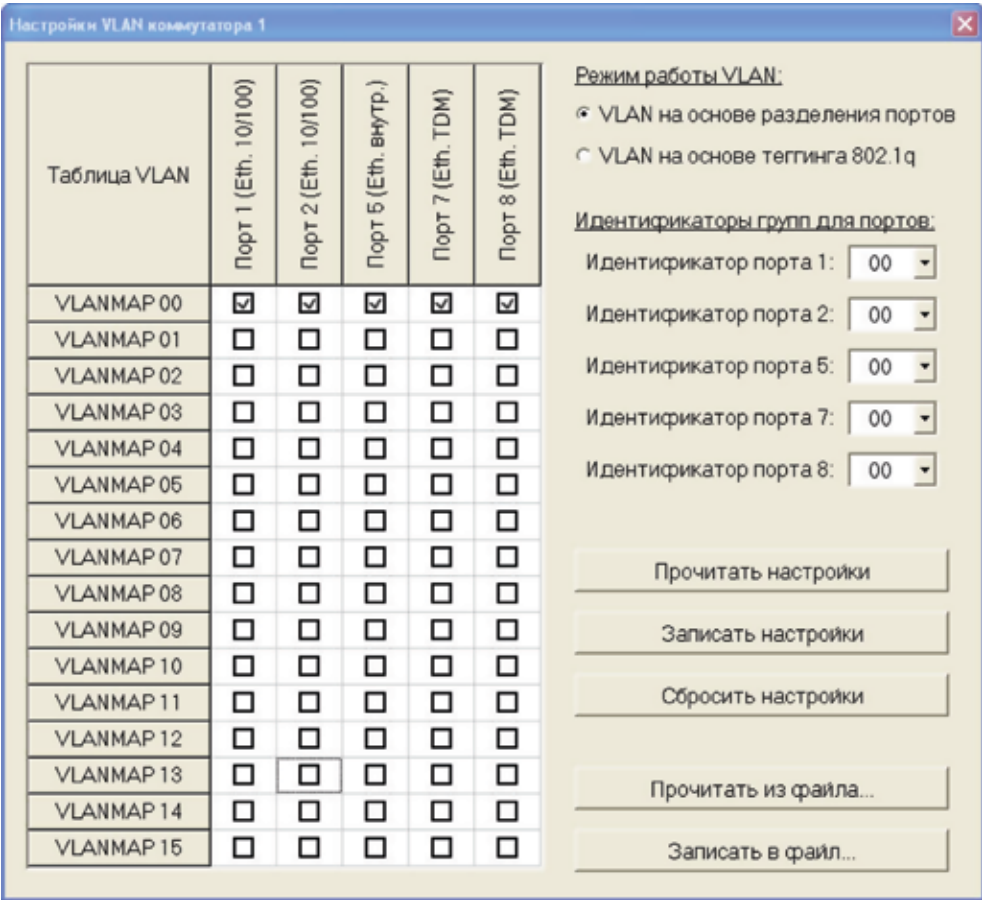 Настройки VLAN коммутатора 1
Таблица VLAN
Порт 1 (Eth. 10/100)
Порт 2 (Eth. 10/100)
Порт 5 (Eth. внутр.)
Порт 7 (Eth. TDM)
Порт 8 (Eth. TDM)
VLANMAP 00
VLANMAP 01
VLANMAP 02
VLANMAP 03
VLANMAP 04
VLANMAP 05
VLANMAP 06
VLANMAP 07
VLANMAP 08
VLANMAP 09
VLANMAP 10
VLANMAP 11
VLANMAP 12
VLANMAP 13
VLANMAP 14
VLANMAP 15
Режим работы VLAN:
VLAN на основе разделения портов
VLAN на основе теггинга 802.1q
Идентификаторы групп для портов:
Идентификатор порта 1: 00
Идентификатор порта 2: 00
Идентификатор порта 5: 00
Идентификатор порта 7: 00
Идентификатор порта 8: 00
Прочитать настройки
Записать настройки
Сбросить настройки
Прочитать из файла...
Записать в файл...